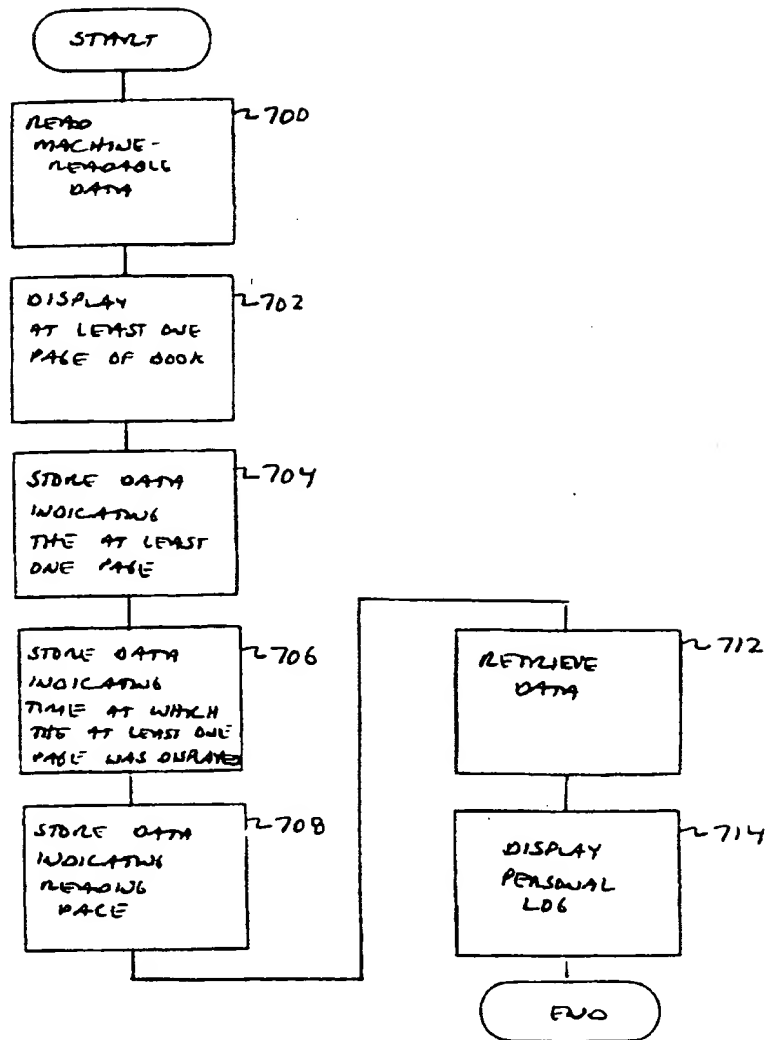 START
700
READ
MACHINE-
READABLE
DATA
702
DISPLAY
AT LEAST ONE
PAGE OF BOOK
704
STORE DATA
INDICATING
THE AT LEAST
ONE PAGE
706
STORE DATA
INDICATING
TIME AT WHICH
THE AT LEAST ONE
PAGE WAS DISPLAYED
708
STORE DATA
INDICATING
READING
PACE
712
RETRIEVE
DATA
714
DISPLAY
PERSONAL
LOG
END